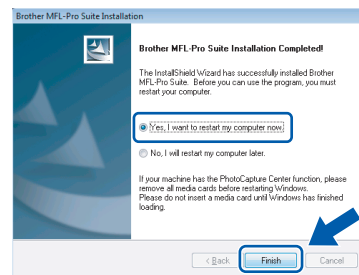 Brother MFL-Pro Suite Installation
Brother MFL-Pro Suite Installation Completed!
The InstallShield Wizard has successfully installed Brother
MFL-Pro Suite. Before you can use the program, you must
restart your computer.
Yes, I want to restart my computer now.
No, I will restart my computer later.
If your machine has the PhotoCapture Center function, please
remove all media cards before restarting Windows.
Please do not insert a media card until Windows has finished
loading.
< Back Finish Cancel